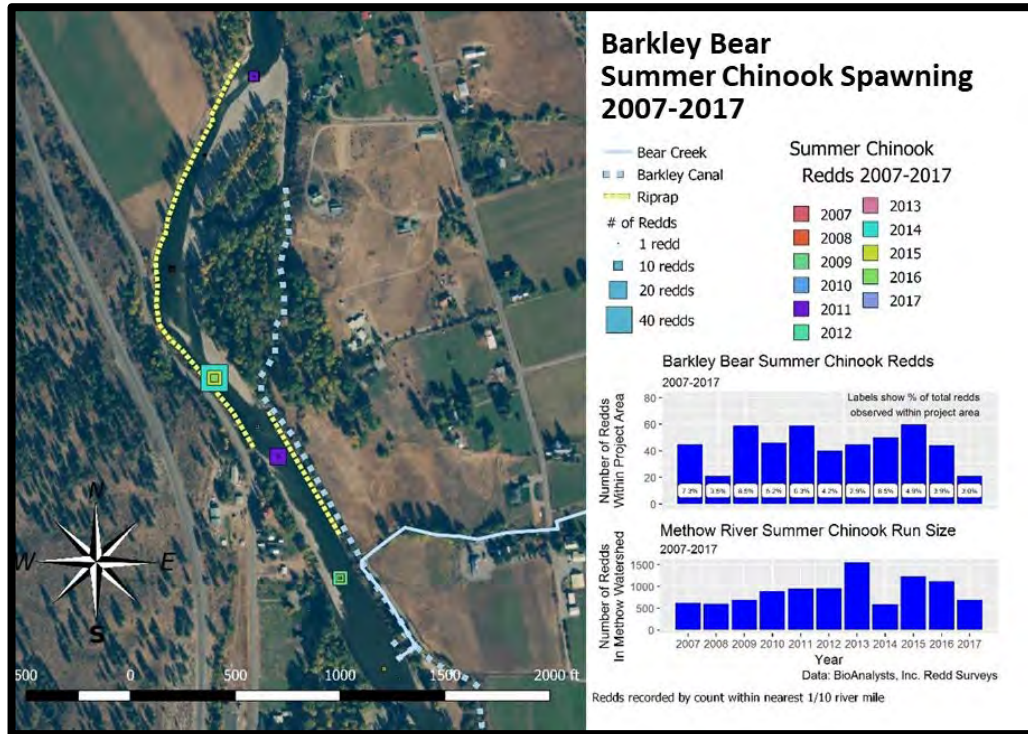 Barkley Bear
Summer Chinook Spawning
2007-2017
Bear Creek
Barkley Canal
Riprap
# of Redds
1 redd
10 redds
20 redds
40 redds
Summer Chinook
Redds 2007-2017
2007
2008
2009
2010
2011
2012
2013
2014
2015
2016
2017
Barkley Bear Summer Chinook Redds
2007-2017
Labels show % of total redds
observed within project area
Number of Redds
Within Project Area
80
60
40
20
0
7.3% 3.5% 8.5% 5.2% 6.3% 4.2% 2.9% 8.5% 4.9% 3.9% 3.0%
Methow River Summer Chinook Run Size
2007-2017
Number of Redds
In Methow Watershed
1500
1000
500
0
2007 2008 2009 2010 2011 2012 2013 2014 2015 2016 2017
Year
Data: BioAnalysts, Inc. Redd Surveys
Redds recorded by count within nearest 1/10 river mile
N
W E
S
500 0 500 1000 1500 2000 ft